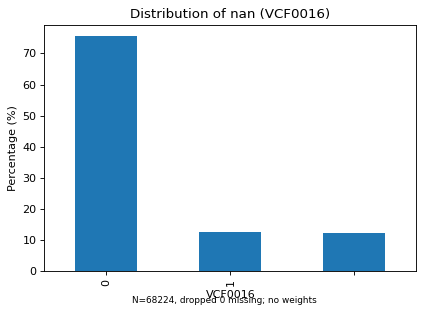 Distribution of nan (VCF0016)
Percentage (%)
70
60
50
40
30
20
10
0
0
1
VCF0016
N=68224, dropped 0 missing; no weights